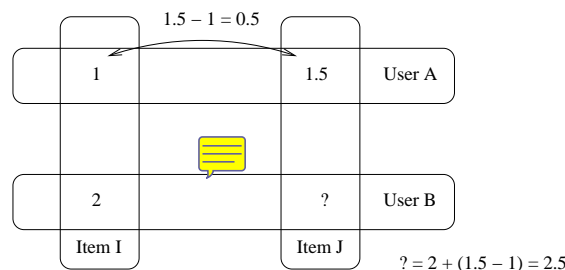 1.5 − 1 = 0.5
1 1.5 User A
2 ? User B
Item I Item J
? = 2 + (1.5 − 1) = 2.5